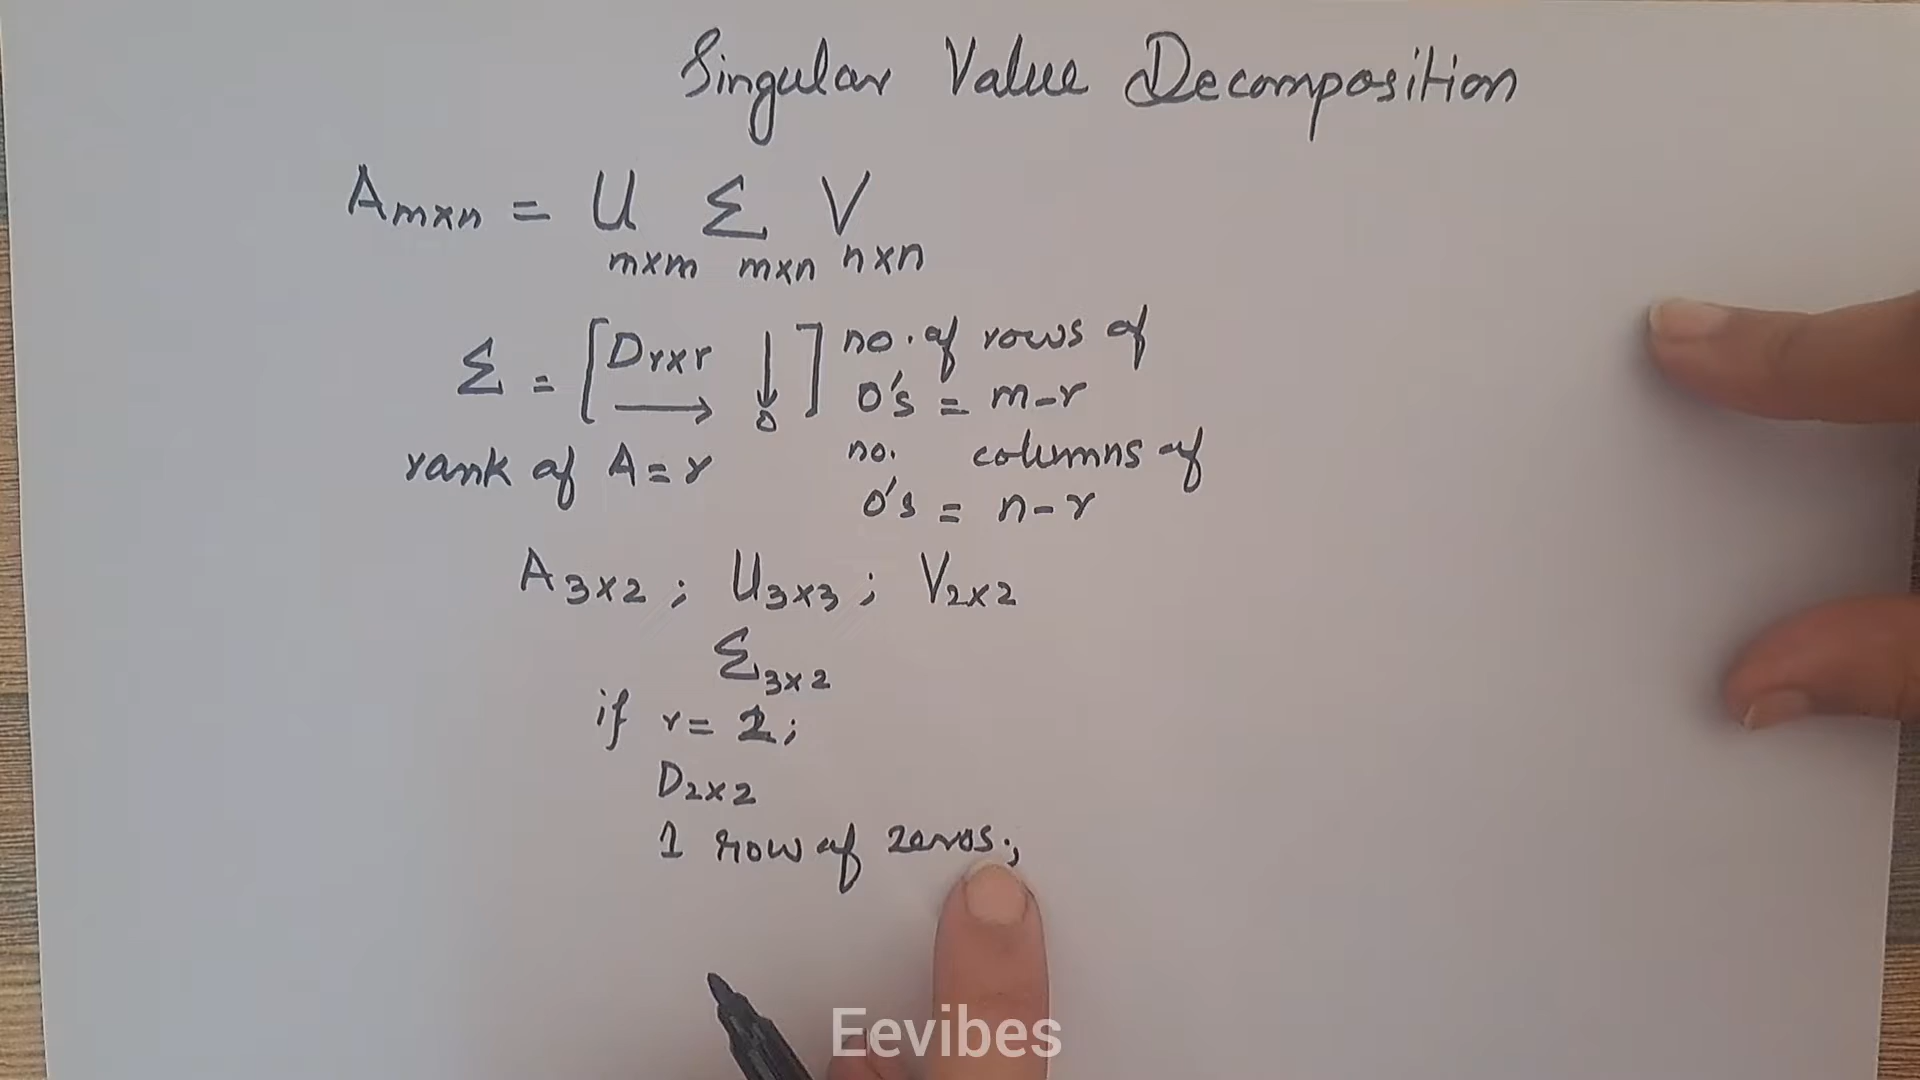 Singular Value Decomposition
Amxn = U Σ V
mxm mxn nxn
Σ = [Drxr → ↓ 0] no. of rows of
0's = m-r
rank of A = r
no. columns of
0's = n-r
A3x2 ; U3x3 ; V2x2
Σ3x2
if r = 2;
D2x2
1 row of zeros;
Eevibes